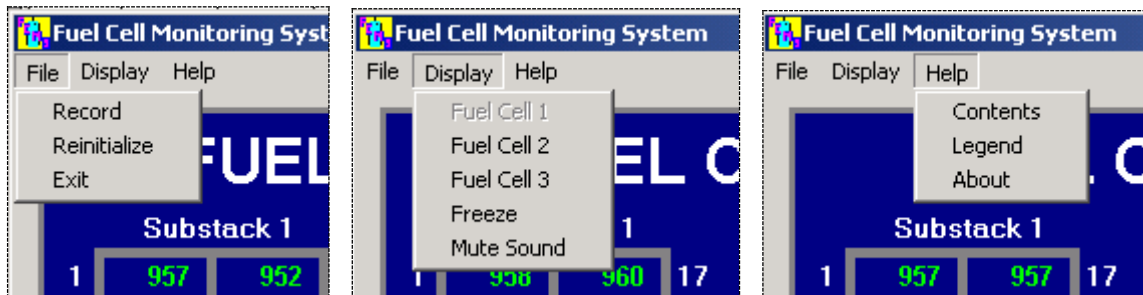 Fuel Cell Monitoring Syst
File Display Help
Record
Reinitialize
Exit
FUEL
Substack 1
1 957 952
Fuel Cell Monitoring System
File Display Help
Fuel Cell 1
Fuel Cell 2
Fuel Cell 3
Freeze
Mute Sound
EL C
1
1 958 960 17
Fuel Cell Monitoring System
File Display Help
Contents
Legend
About
C
Substack 1
1 957 957 17